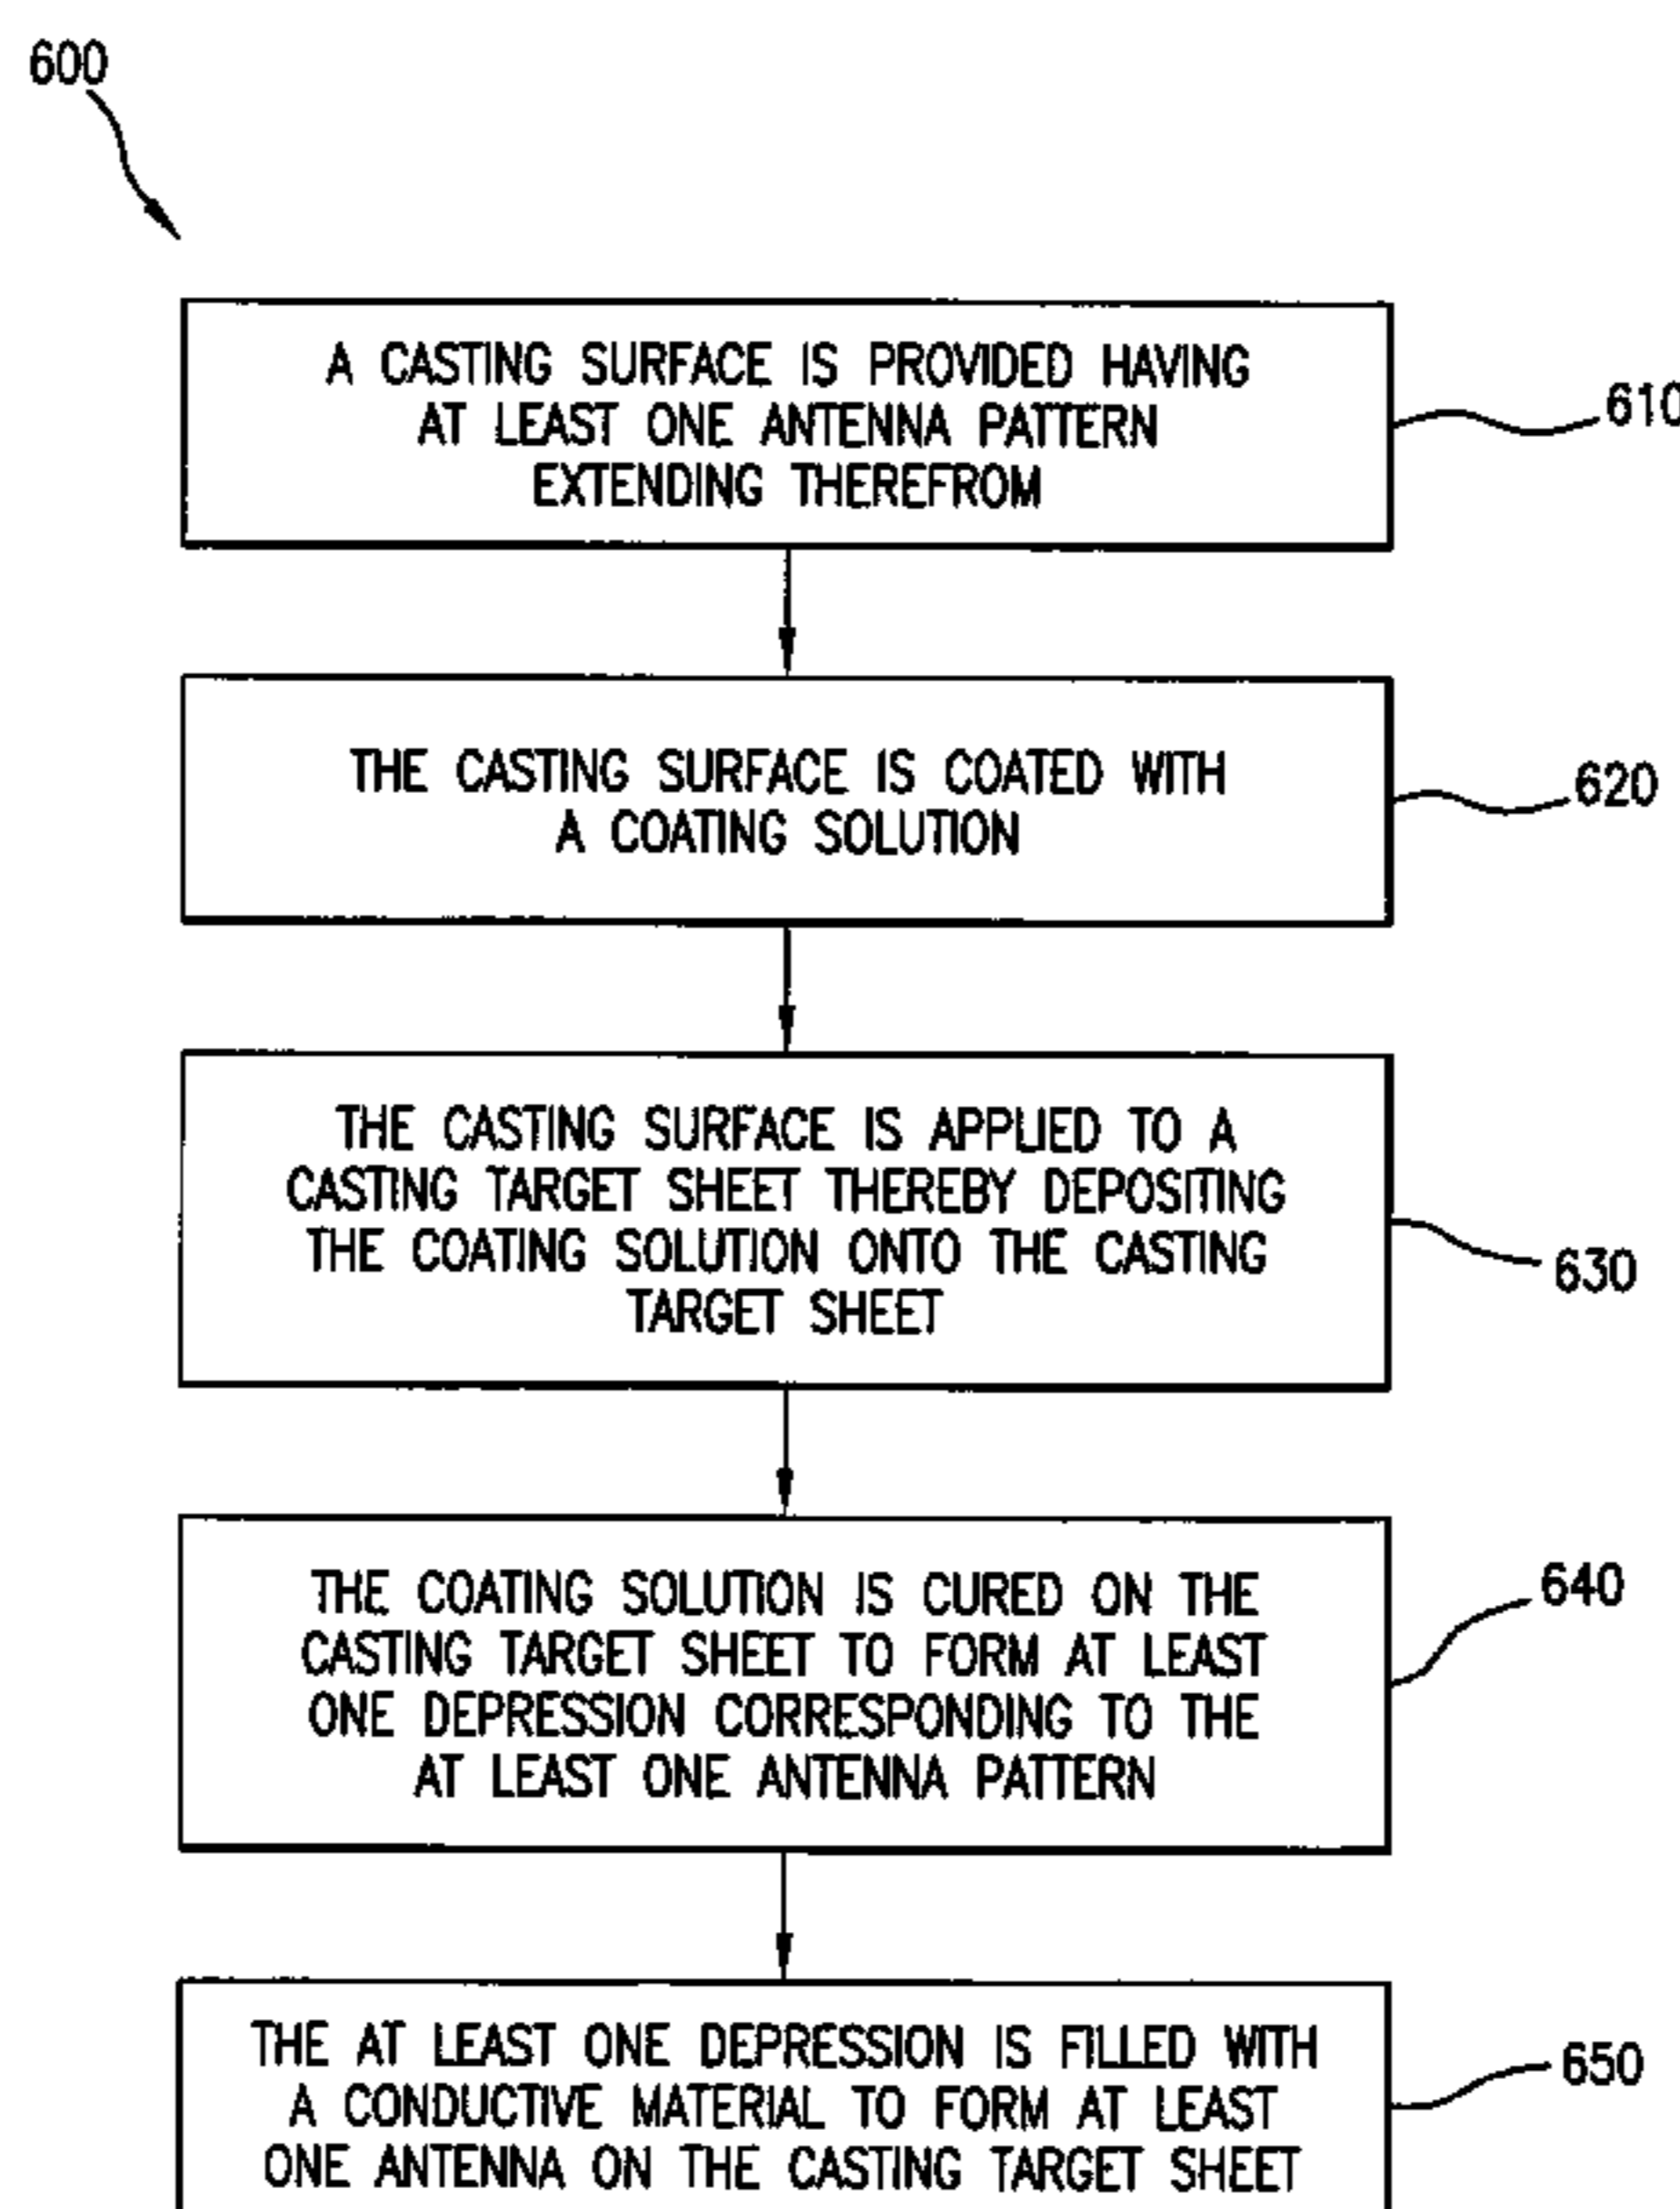 600
A CASTING SURFACE IS PROVIDED HAVING
AT LEAST ONE ANTENNA PATTERN
EXTENDING THEREFROM
610
THE CASTING SURFACE IS COATED WITH
A COATING SOLUTION
620
THE CASTING SURFACE IS APPLIED TO A
CASTING TARGET SHEET THEREBY DEPOSITING
THE COATING SOLUTION ONTO THE CASTING
TARGET SHEET
630
THE COATING SOLUTION IS CURED ON THE
CASTING TARGET SHEET TO FORM AT LEAST
ONE DEPRESSION CORRESPONDING TO THE
AT LEAST ONE ANTENNA PATTERN
640
THE AT LEAST ONE DEPRESSION IS FILLED WITH
A CONDUCTIVE MATERIAL TO FORM AT LEAST
ONE ANTENNA ON THE CASTING TARGET SHEET
650